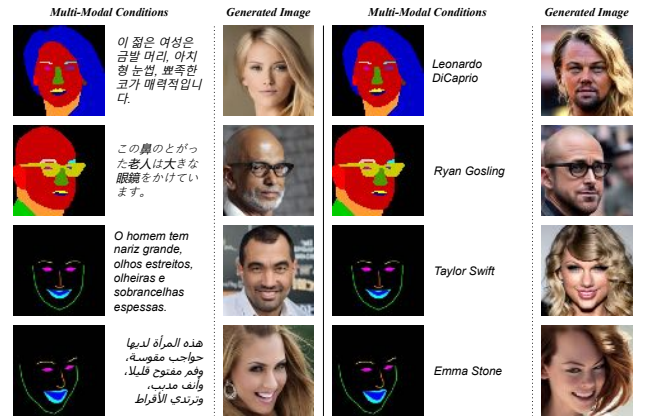 Multi-Modal Conditions
Generated Image
Multi-Modal Conditions
Generated Image
이 젊은 여성은
금발 머리, 아치
형 눈썹, 뾰족한
코가 매력적입니
다.
Leonardo
DiCaprio
この鼻のとがっ
た老人は大きな
眼鏡をかけてい
ます。
Ryan Gosling
O homem tem
nariz grande,
olhos estreitos,
olheiras e
sobrancelhas
espessas.
Taylor Swift
هذه المرأة لديها
حواجب مقوسة،
وفم مفتوح قليلا،
وأنف مدبب،
وترتدي الأقراط
Emma Stone